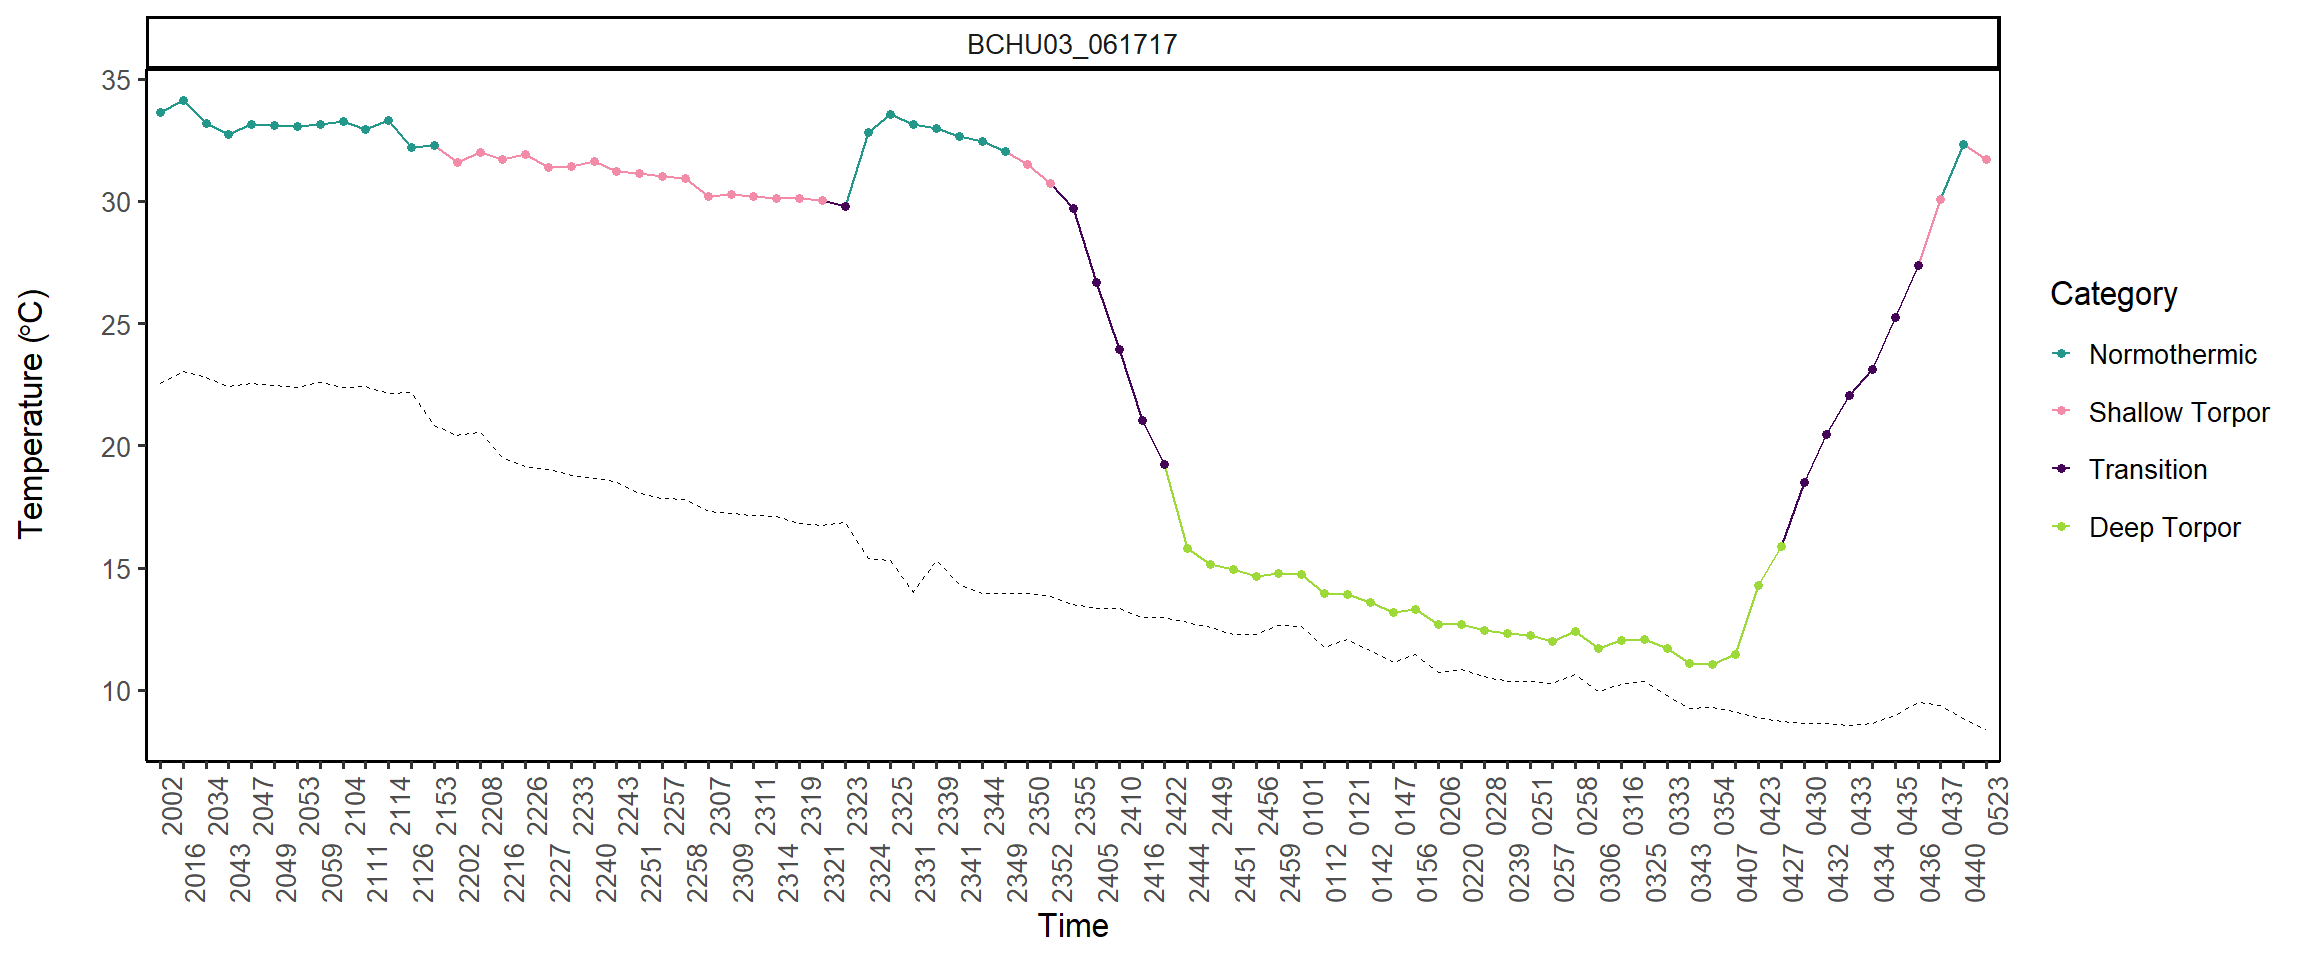 BCHU03_061717
35
30
25
20
15
10
Temperature (°C)
2002 2034 2047 2053 2104 2114 2153 2208 2226 2233 2243 2257 2307 2311 2319 2323 2325 2339 2344 2350 2355 2410 2422 2449 2456 0101 0121 0147 0206 0228 0251 0258 0316 0333 0354 0423 0430 0433 0435 0437 0523
2016 2043 2049 2059 2111 2126 2202 2216 2227 2240 2251 2258 2309 2314 2321 2324 2331 2341 2349 2352 2405 2416 2444 2451 2459 0112 0142 0156 0220 0239 0257 0306 0325 0343 0407 0427 0432 0434 0436 0440
Time
Category
Normothermic
Shallow Torpor
Transition
Deep Torpor